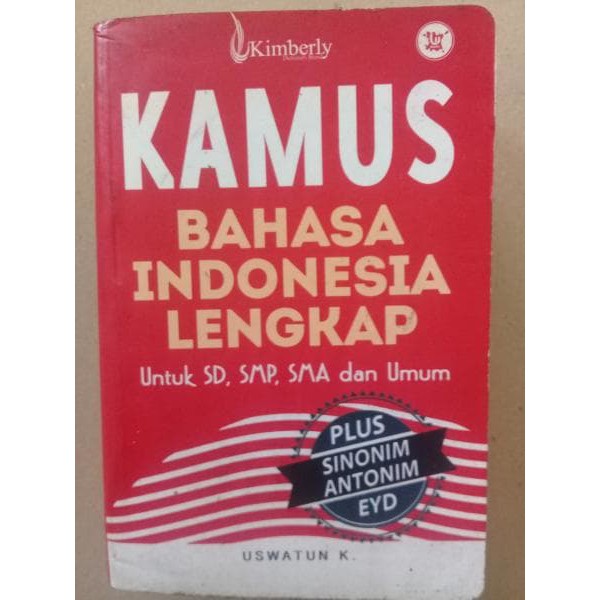 Kimberly
KAMUS
BAHASA
INDONESIA
LENGKAP
Untuk SD, SMP, SMA dan Umum
PLUS
SINONIM
ANTONIM
EYD
USWATUN K.